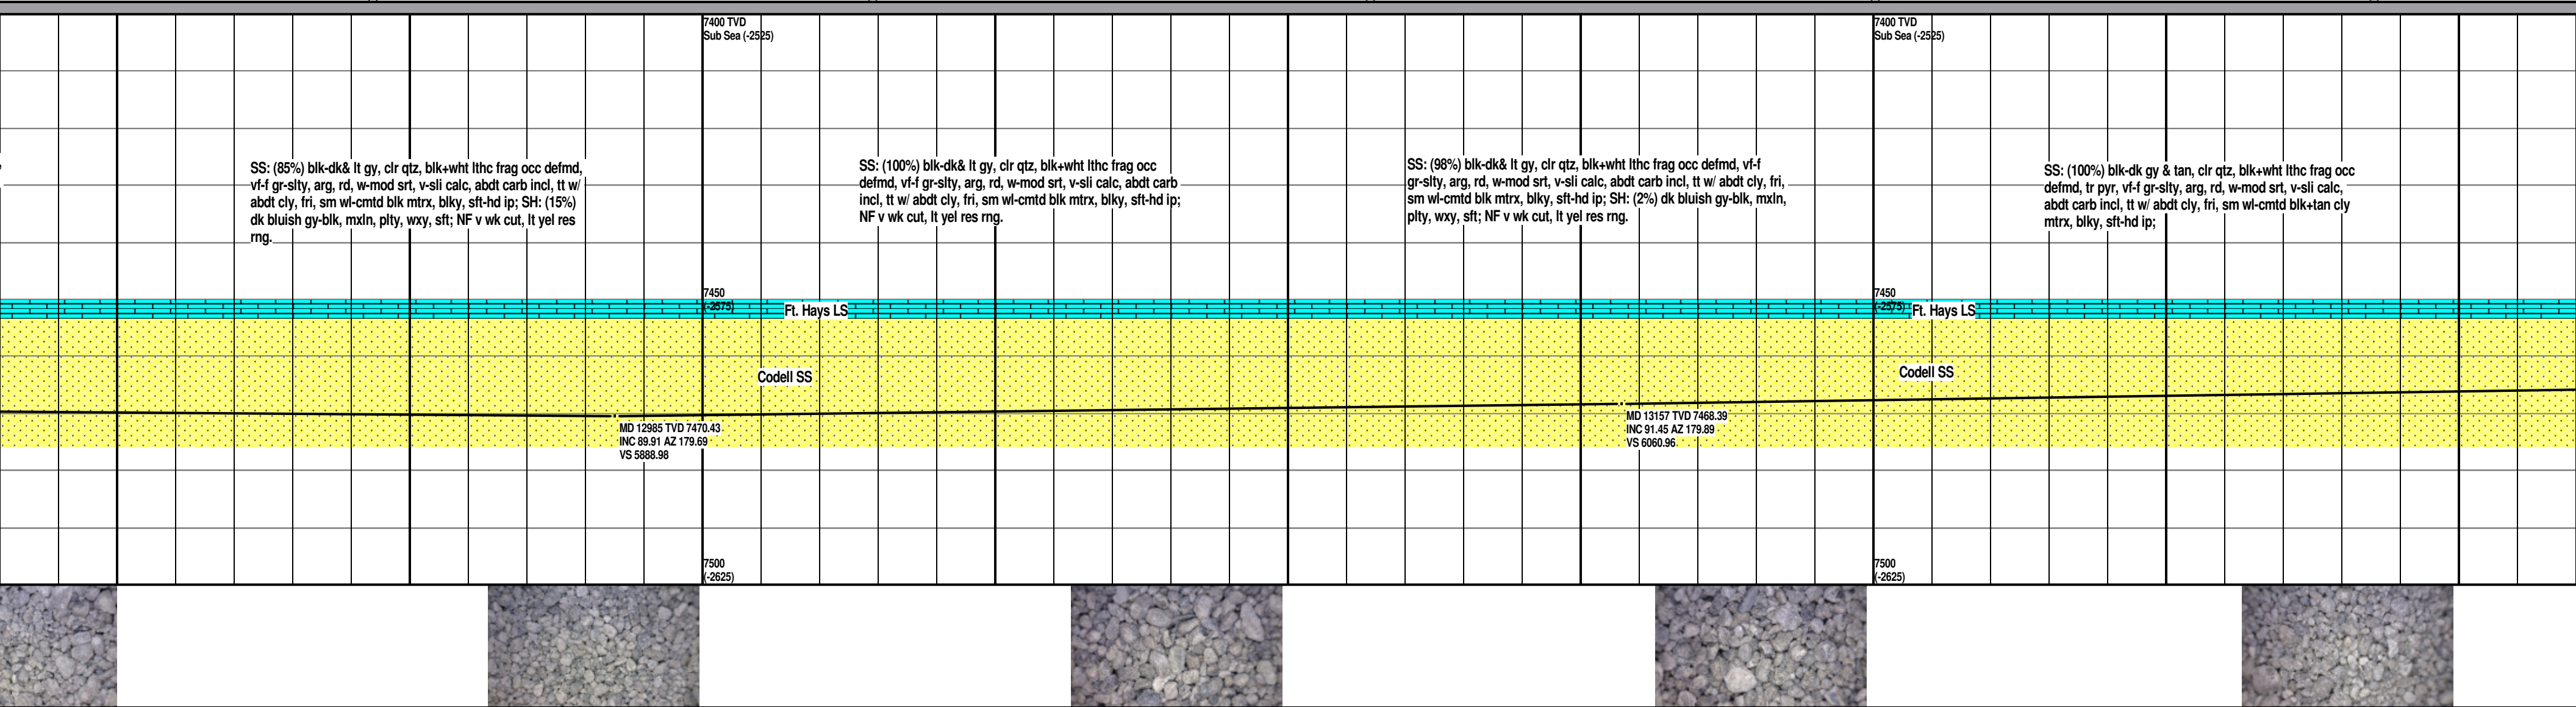 7400 TVD
Sub Sea (-2525)
7400 TVD
Sub Sea (-2525)
SS: (85%) blk-dk& lt gy, clr qtz, blk+wht lthc frag occ defmd,
vf-f gr-slty, arg, rd, w-mod srt, v-sli calc, abdt carb incl, tt w/
abdt cly, fri, sm wl-cmtd blk mtrx, blky, sft-hd ip; SH: (15%)
dk bluish gy-blk, mxln, plty, wxy, sft; NF v wk cut, lt yel res
rng.
SS: (100%) blk-dk& lt gy, clr qtz, blk+wht lthc frag occ
defmd, vf-f gr-slty, arg, rd, w-mod srt, v-sli calc, abdt carb
incl, tt w/ abdt cly, fri, sm wl-cmtd blk mtrx, blky, sft-hd ip;
NF v wk cut, lt yel res rng.
SS: (98%) blk-dk& lt gy, clr qtz, blk+wht lthc frag occ defmd, vf-f
gr-slty, arg, rd, w-mod srt, v-sli calc, abdt carb incl, tt w/ abdt cly, fri,
sm wl-cmtd blk mtrx, blky, sft-hd ip; SH: (2%) dk bluish gy-blk, mxln,
plty, wxy, sft; NF v wk cut, lt yel res rng.
SS: (100%) blk-dk gy & tan, clr qtz, blk+wht lthc frag occ
defmd, tr pyr, vf-f gr-slty, arg, rd, w-mod srt, v-sli calc,
abdt carb incl, tt w/ abdt cly, fri, sm wl-cmtd blk+tan cly
mtrx, blky, sft-hd ip;
7450
(-2575)
Ft. Hays LS
7450
(-2575)
Ft. Hays LS
Codell SS
Codell SS
MD 12985 TVD 7470.43
INC 89.91 AZ 179.69
VS 5888.98
MD 13157 TVD 7468.39
INC 91.45 AZ 179.89
VS 6060.96
7500
(-2625)
7500
(-2625)